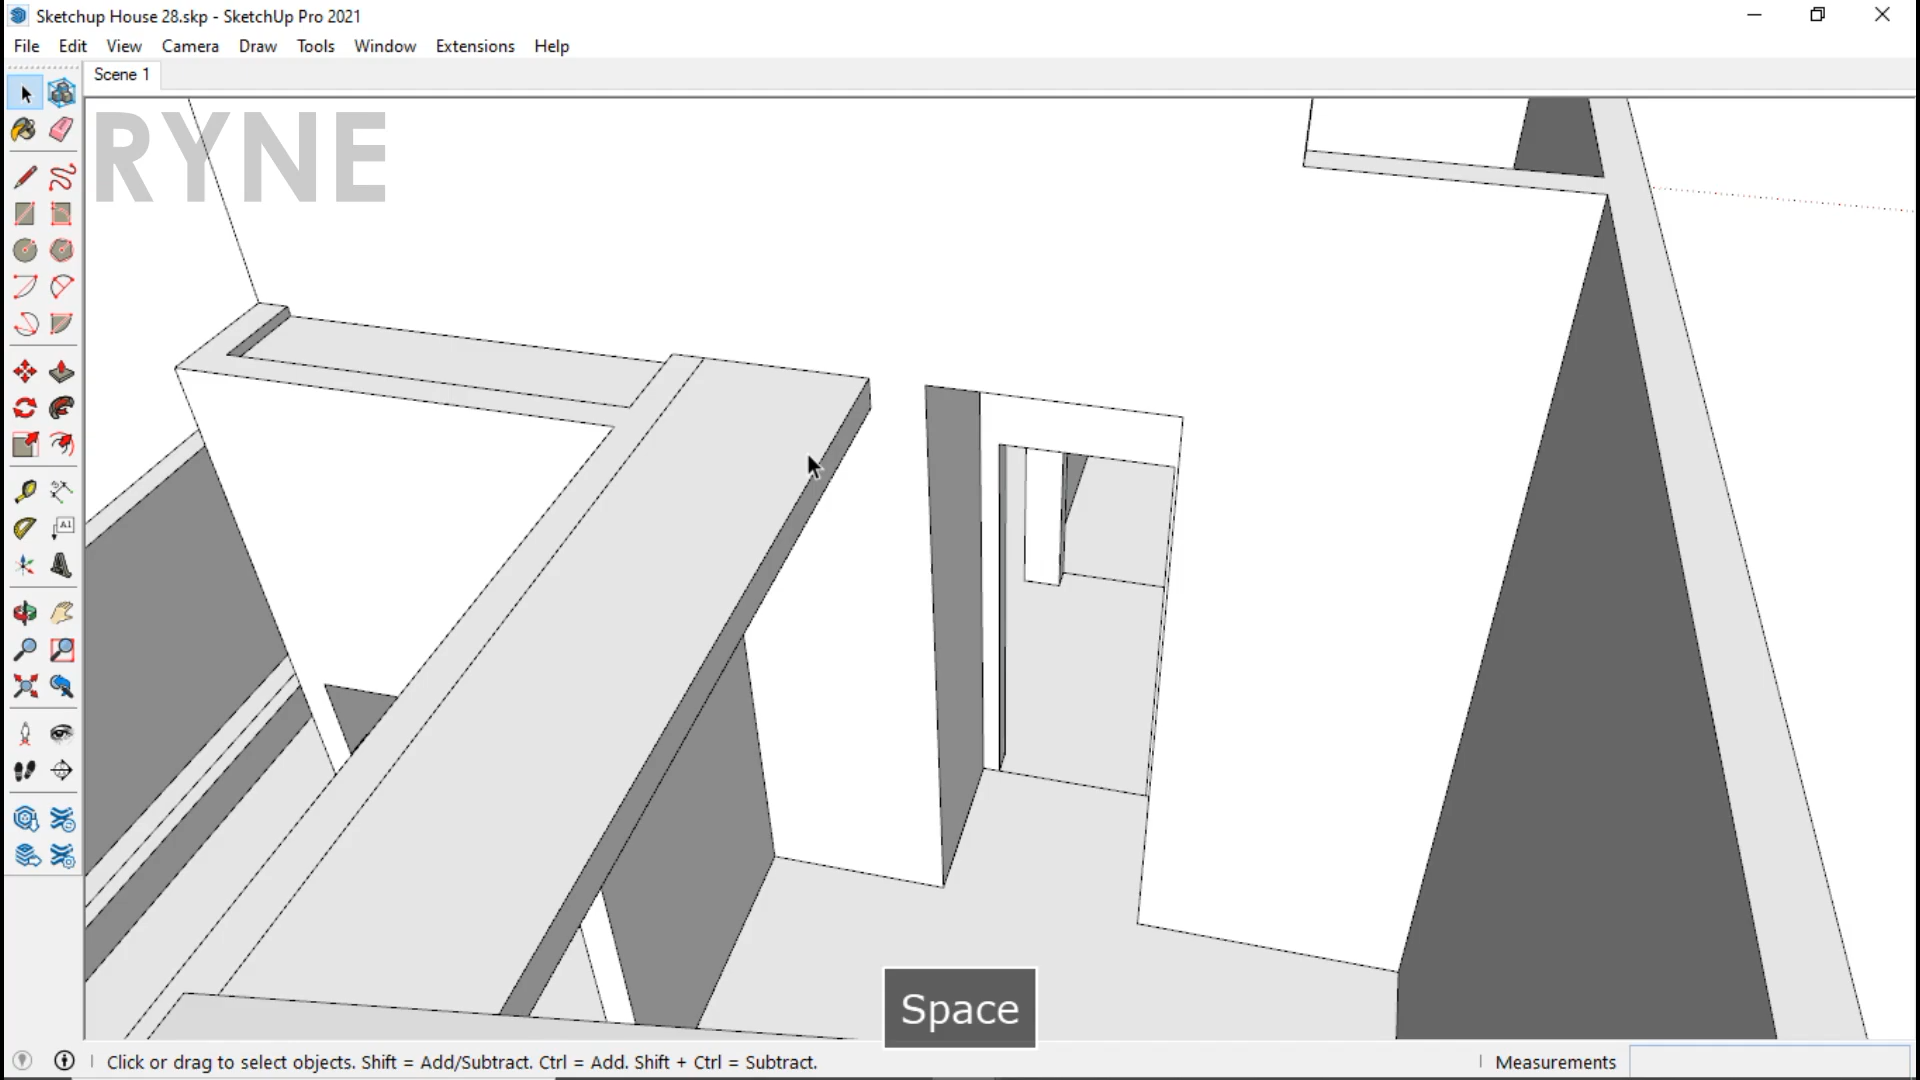 Sketchup House 28.skp - SketchUp Pro 2021
File Edit View Camera Draw Tools Window Extensions Help
Scene 1
RYNE
A1
Space
Click or drag to select objects. Shift = Add/Subtract. Ctrl = Add. Shift + Ctrl = Subtract.
Measurements